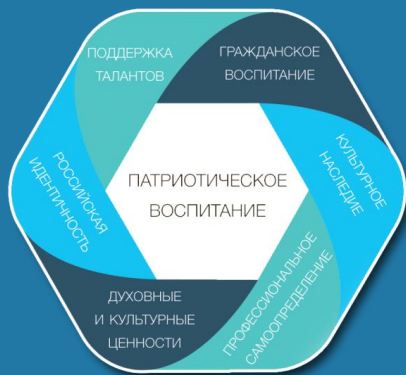 ПОДДЕРЖКА
ТАЛАНТОВ
ГРАЖДАНСКОЕ
ВОСПИТАНИЕ
КУЛЬТУРНОЕ
НАСЛЕДИЕ
ПРОФЕССИОНАЛЬНОЕ
САМООПРЕДЕЛЕНИЕ
ДУХОВНЫЕ
И КУЛЬТУРНЫЕ
ЦЕННОСТИ
РОССИЙСКАЯ
ИДЕНТИЧНОСТЬ
ПАТРИОТИЧЕСКОЕ
ВОСПИТАНИЕ